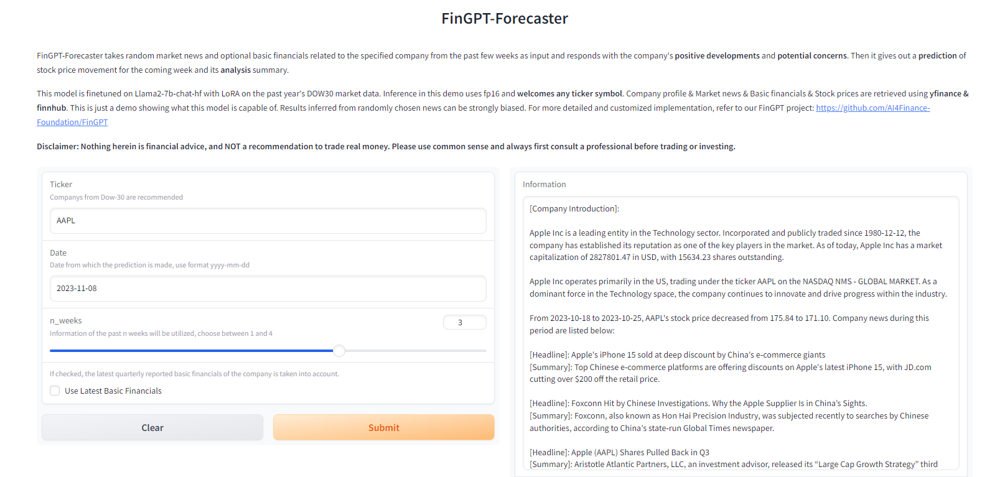 FinGPT-Forecaster
FinGPT-Forecaster takes random market news and optional basic financials related to the specified company from the past few weeks as input and responds with the company's positive developments and potential concerns. Then it gives out a prediction of
stock price movement for the coming week and its analysis summary.
This model is finetuned on Llama2-7b-chat-hf with LoRA on the past year's DOW30 market data. Inference in this demo uses fp16 and welcomes any ticker symbol. Company profile & Market news & Basic financials & Stock prices are retrieved using yfinance &
finnhub. This is just a demo showing what this model is capable of. Results inferred from randomly chosen news can be strongly biased. For more detailed and customized implementation, refer to our FinGPT project: https://github.com/AI4Finance-
Foundation/FinGPT
Disclaimer: Nothing herein is financial advice, and NOT a recommendation to trade real money. Please use common sense and always first consult a professional before trading or investing.
Ticker
Companys from Dow-30 are recommended
AAPL
Date
Date from which the prediction is made, use format yyyy-mm-dd
2023-11-08
n_weeks
3
Information of the past n weeks will be utilized, choose between 1 and 4
If checked, the latest quarterly reported basic financials of the company is taken into account.
Use Latest Basic Financials
Clear
Submit
Information
[Company Introduction]:
Apple Inc is a leading entity in the Technology sector. Incorporated and publicly traded since 1980-12-12, the
company has established its reputation as one of the key players in the market. As of today, Apple Inc has a market
capitalization of 2827801.47 in USD, with 15634.23 shares outstanding.
Apple Inc operates primarily in the US, trading under the ticker AAPL on the NASDAQ NMS - GLOBAL MARKET. As a
dominant force in the Technology space, the company continues to innovate and drive progress within the industry.
From 2023-10-18 to 2023-10-25, AAPL's stock price decreased from 175.84 to 171.10. Company news during this
period are listed below:
[Headline]: Apple's iPhone 15 sold at deep discount by China's e-commerce giants
[Summary]: Top Chinese e-commerce platforms are offering discounts on Apple's latest iPhone 15, with JD.com
cutting over $200 off the retail price.
[Headline]: Foxconn Hit by Chinese Investigations. Why the Apple Supplier Is in China’s Sights.
[Summary]: Foxconn, also known as Hon Hai Precision Industry, was subjected recently to searches by Chinese
authorities, according to China's state-run Global Times newspaper.
[Headline]: Apple (AAPL) Shares Pulled Back in Q3
[Summary]: Aristotle Atlantic Partners, LLC, an investment advisor, released its “Large Cap Growth Strategy” third